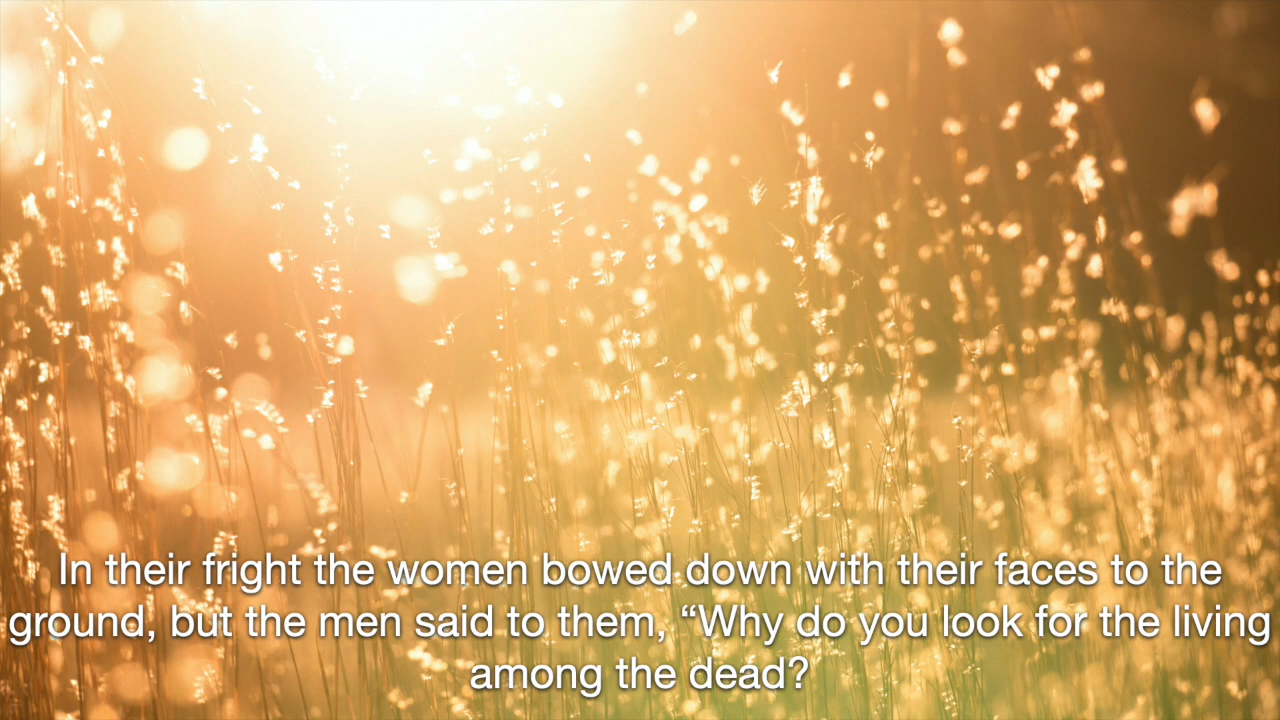 In their fright the women bowed down with their faces to the
ground, but the men said to them, “Why do you look for the living
among the dead?